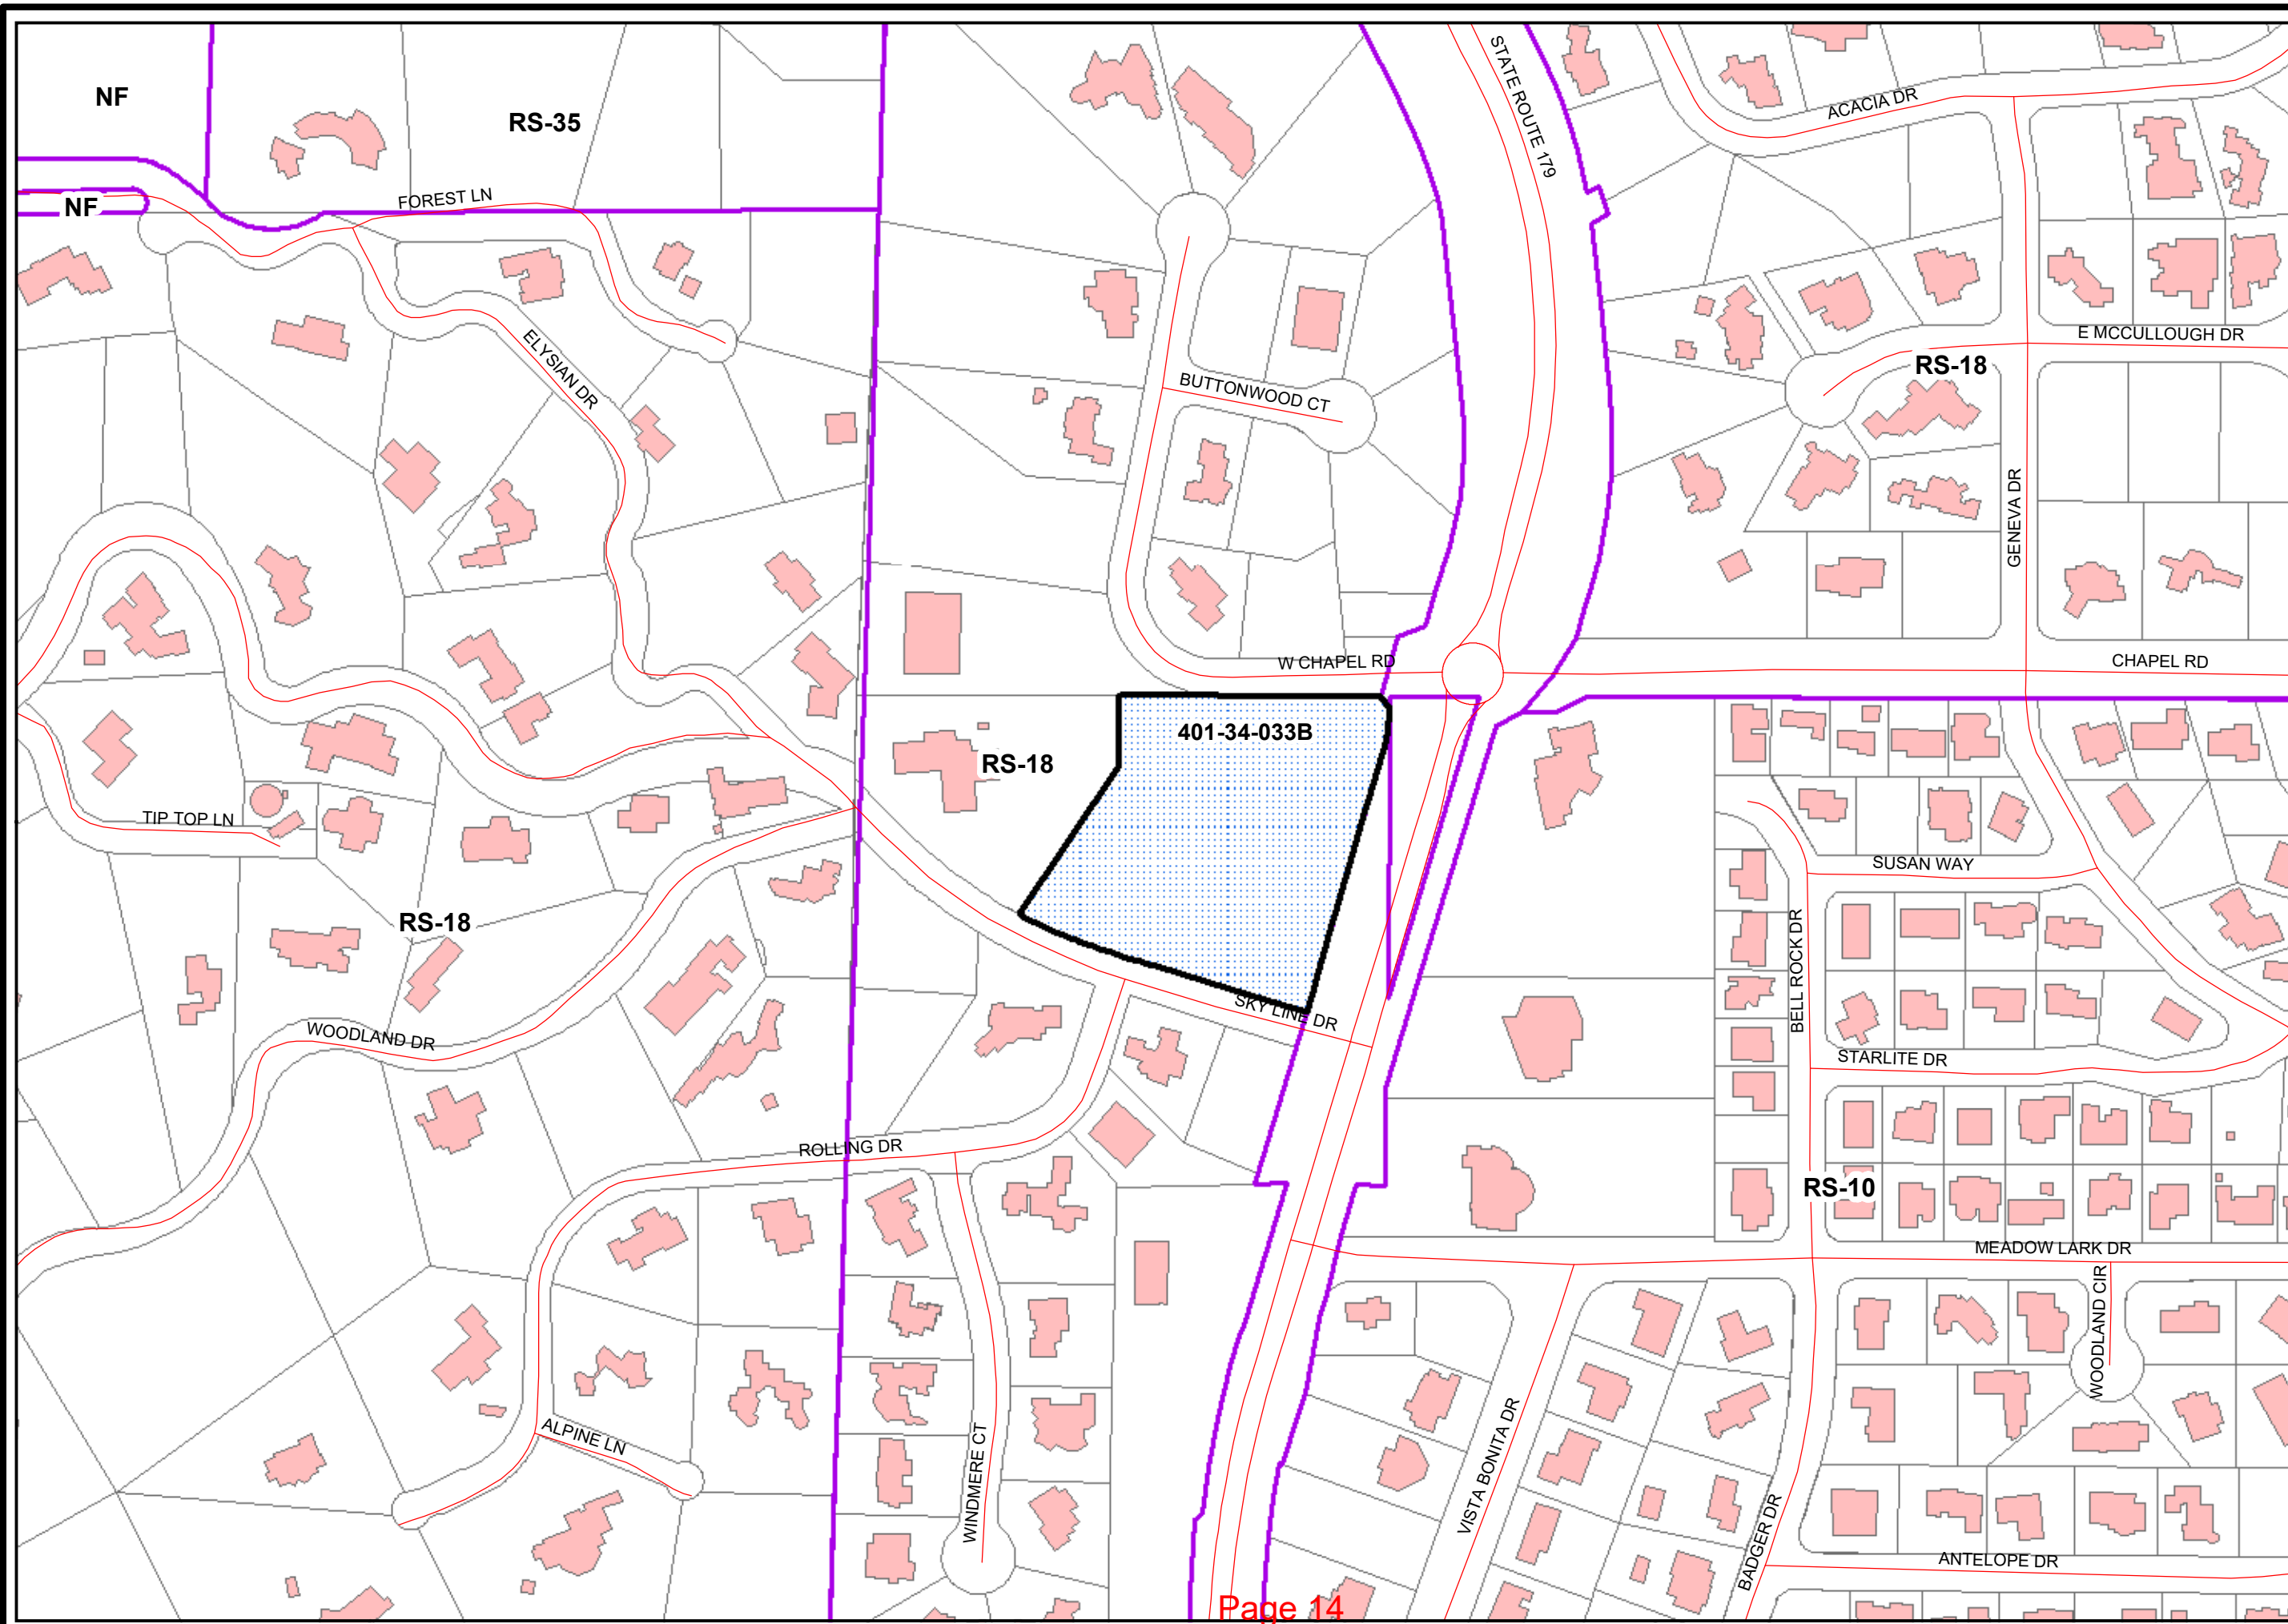 NF
RS-35
STATE ROUTE 179
ACACIA DR
FOREST LN
NF
E MCCULLOUGH DR
RS-18
ELYSIAN DR
BUTTONWOOD CT
GENEVA DR
W CHAPEL RD
CHAPEL RD
401-34-033B
RS-18
TIP TOP LN
SUSAN WAY
RS-18
BELL ROCK DR
SKY LINE DR
WOODLAND DR
STARLITE DR
ROLLING DR
RS-10
MEADOW LARK DR
WOODLAND CIR
ALPINE LN
WINDMERE CT
VISTA BONITA DR
BADGER DR
ANTELOPE DR
Page 14